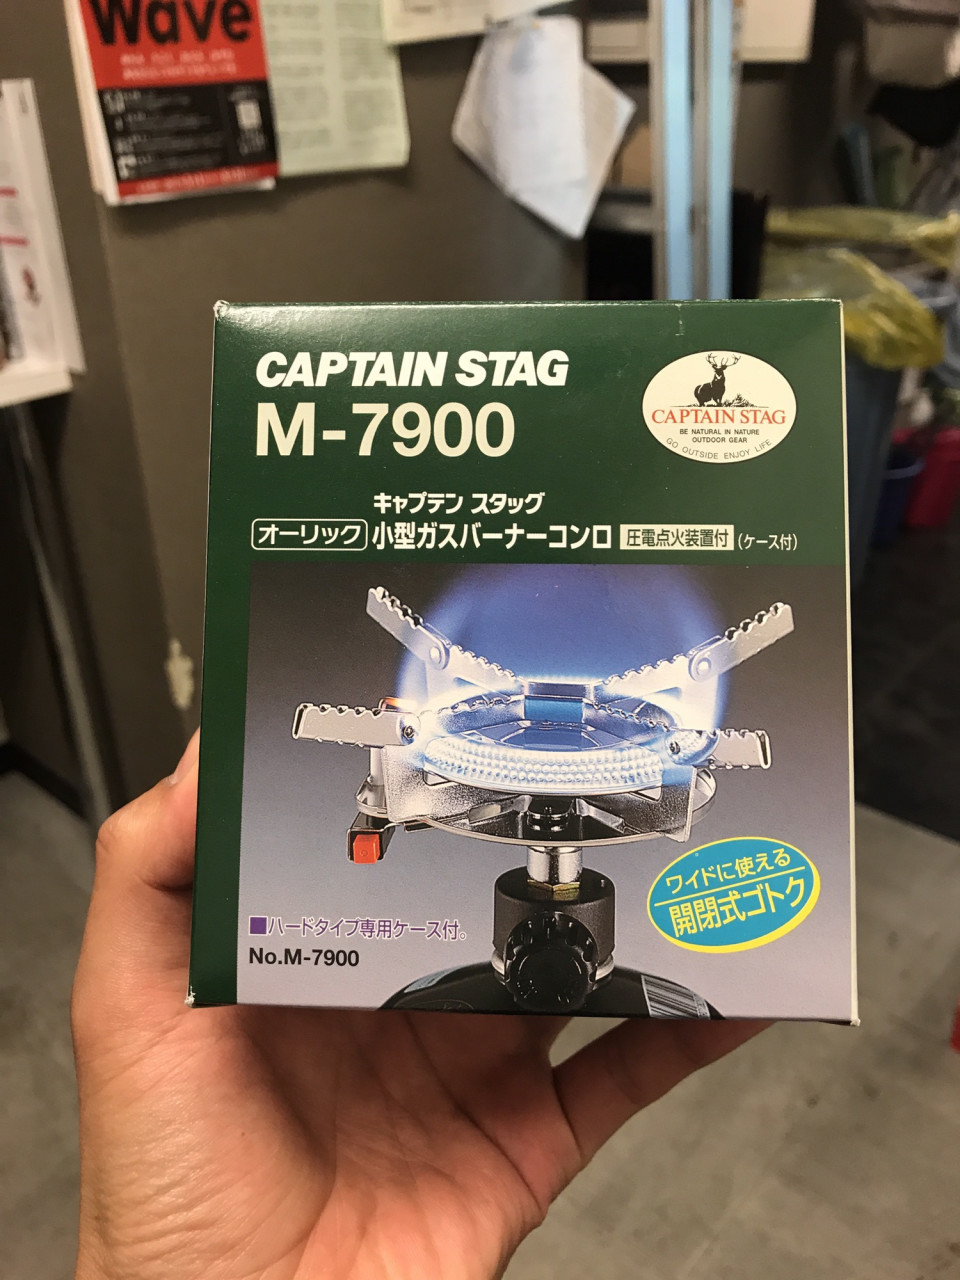 Wave
CAPTAIN STAG
M-7900
CAPTAIN STAG
BE NATURAL IN NATURE
OUTDOOR GEAR
GO OUTSIDE ENJOY LIFE
キャプテン スタッグ
オーリック 小型ガスバーナーコンロ 圧電点火装置付 (ケース付)
ワイドに使える
開閉式ゴトク
■ハードタイプ専用ケース付。
No.M-7900